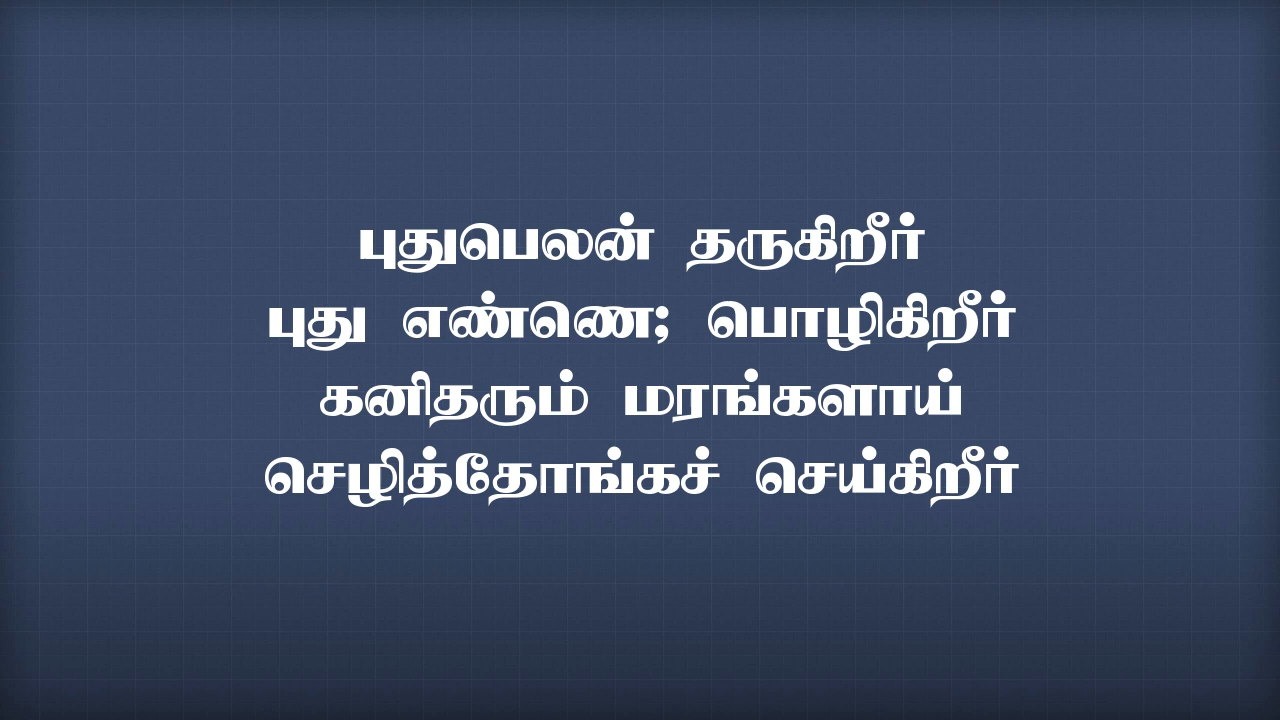 புதுபெலன் தருகிறீர்
புது எண்ணெ; பொழிகிறீர்
கனிதரும் மரங்களாய்
செழித்தோங்கச் செய்கிறீர்